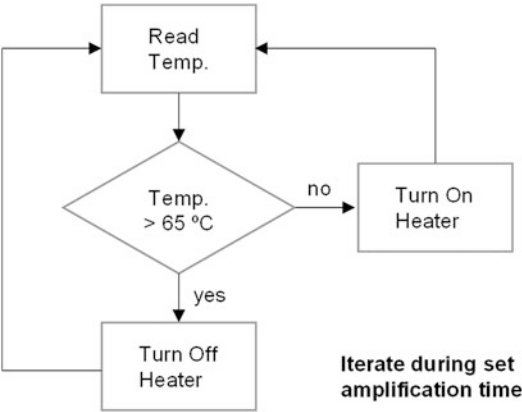 Read
Temp.
Temp.
> 65 ºC
no
Turn On
Heater
yes
Turn Off
Heater
Iterate during set
amplification time